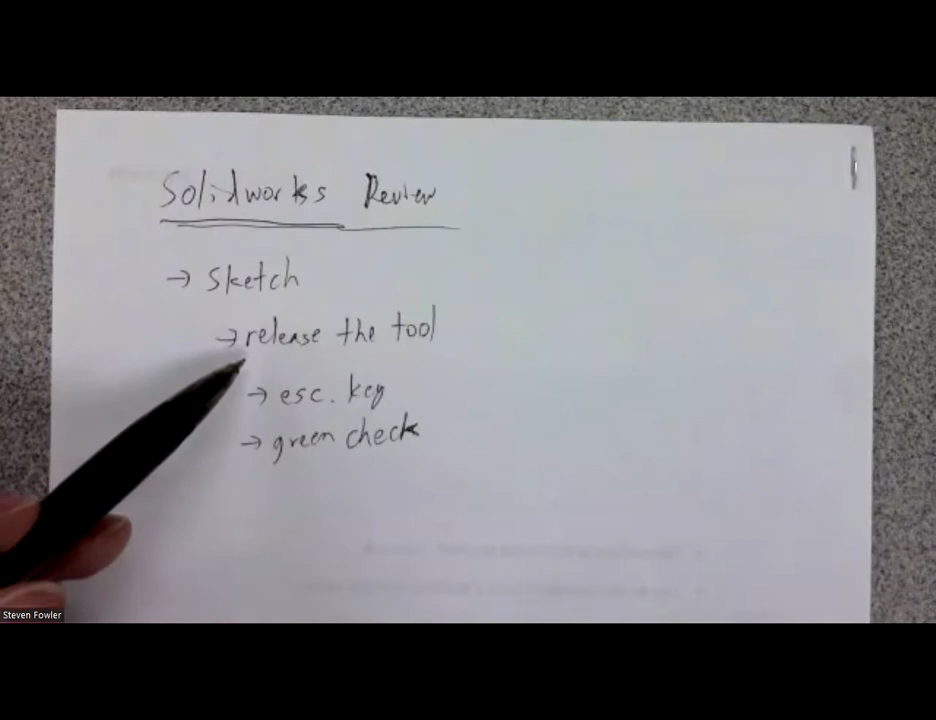 Solidworks Review
→ Sketch
→ release the tool
→ esc. key
→ green check
Steven Fowler